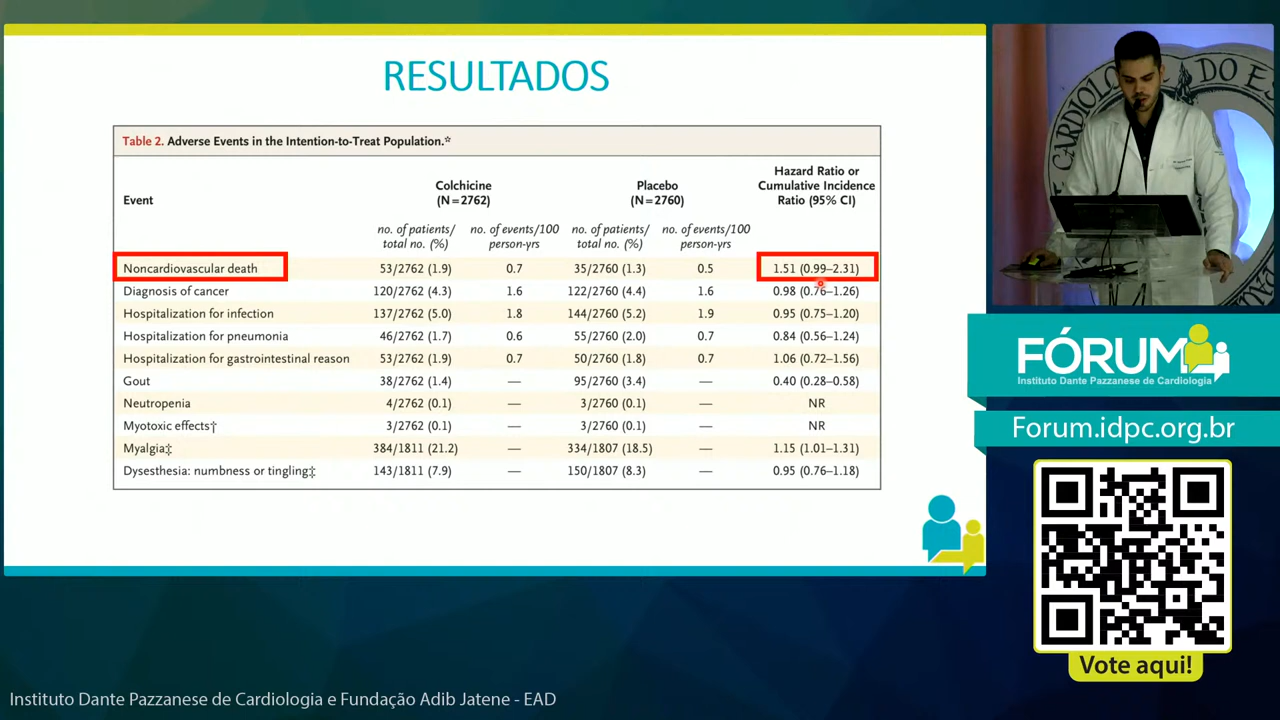 RESULTADOS
Table 2. Adverse Events in the Intention-to-Treat Population.*
Event
Colchicine
(N=2762)
Placebo
(N=2760)
Hazard Ratio or
Cumulative Incidence
Ratio (95% CI)
no. of patients/
total no. (%)
no. of events/100
person-yrs
no. of patients/
total no. (%)
no. of events/100
person-yrs
Noncardiovascular death 53/2762 (1.9) 0.7 35/2760 (1.3) 0.5 1.51 (0.99–2.31)
Diagnosis of cancer 120/2762 (4.3) 1.6 122/2760 (4.4) 1.6 0.98 (0.76–1.26)
Hospitalization for infection 137/2762 (5.0) 1.8 144/2760 (5.2) 1.9 0.95 (0.75–1.20)
Hospitalization for pneumonia 46/2762 (1.7) 0.6 55/2760 (2.0) 0.7 0.84 (0.56–1.24)
Hospitalization for gastrointestinal reason 53/2762 (1.9) 0.7 50/2760 (1.8) 0.7 1.06 (0.72–1.56)
Gout 38/2762 (1.4) — 95/2760 (3.4) — 0.40 (0.28–0.58)
Neutropenia 4/2762 (0.1) — 3/2760 (0.1) — NR
Myotoxic effects† 3/2762 (0.1) — 3/2760 (0.1) — NR
Myalgia‡ 384/1811 (21.2) — 334/1807 (18.5) — 1.15 (1.01–1.31)
Dysesthesia: numbness or tingling‡ 143/1811 (7.9) — 150/1807 (8.3) — 0.95 (0.76–1.18)
CARDIOLOGIA DO ES
FÓRUM
Instituto Dante Pazzanese de Cardiologia
Forum.idpc.org.br
Vote aqui!
Instituto Dante Pazzanese de Cardiologia e Fundação Adib Jatene - EAD